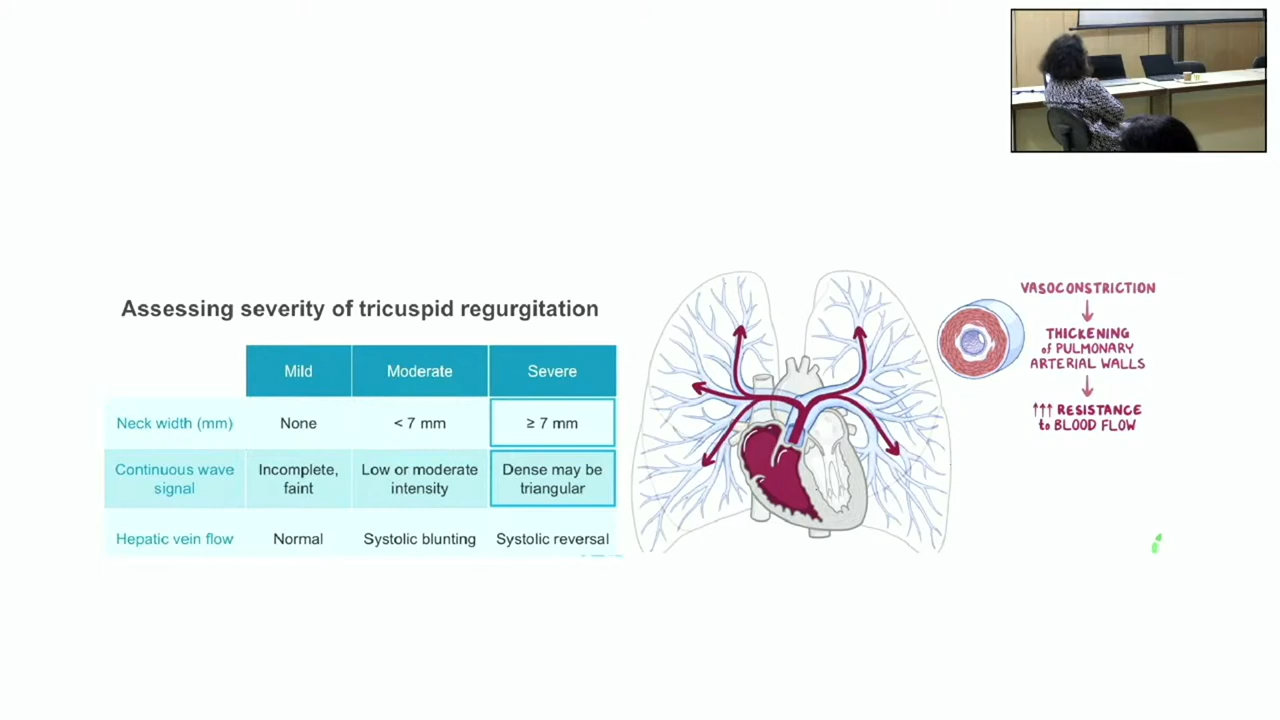 Assessing severity of tricuspid regurgitation
Mild Moderate Severe
Neck width (mm) None < 7 mm ≥ 7 mm
Continuous wave
signal
Incomplete,
faint
Low or moderate
intensity
Dense may be
triangular
Hepatic vein flow Normal Systolic blunting Systolic reversal
VASOCONSTRICTION
THICKENING
of PULMONARY
ARTERIAL WALLS
↑↑↑ RESISTANCE
to BLOOD FLOW